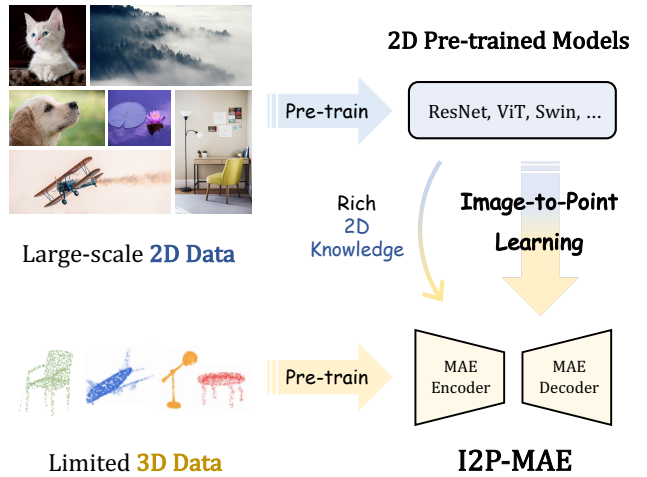 2D Pre-trained Models
Pre-train
ResNet, ViT, Swin, ...
Rich
2D
Knowledge
Image-to-Point
Learning
Large-scale 2D Data
Pre-train
MAE
Encoder
MAE
Decoder
Limited 3D Data
I2P-MAE